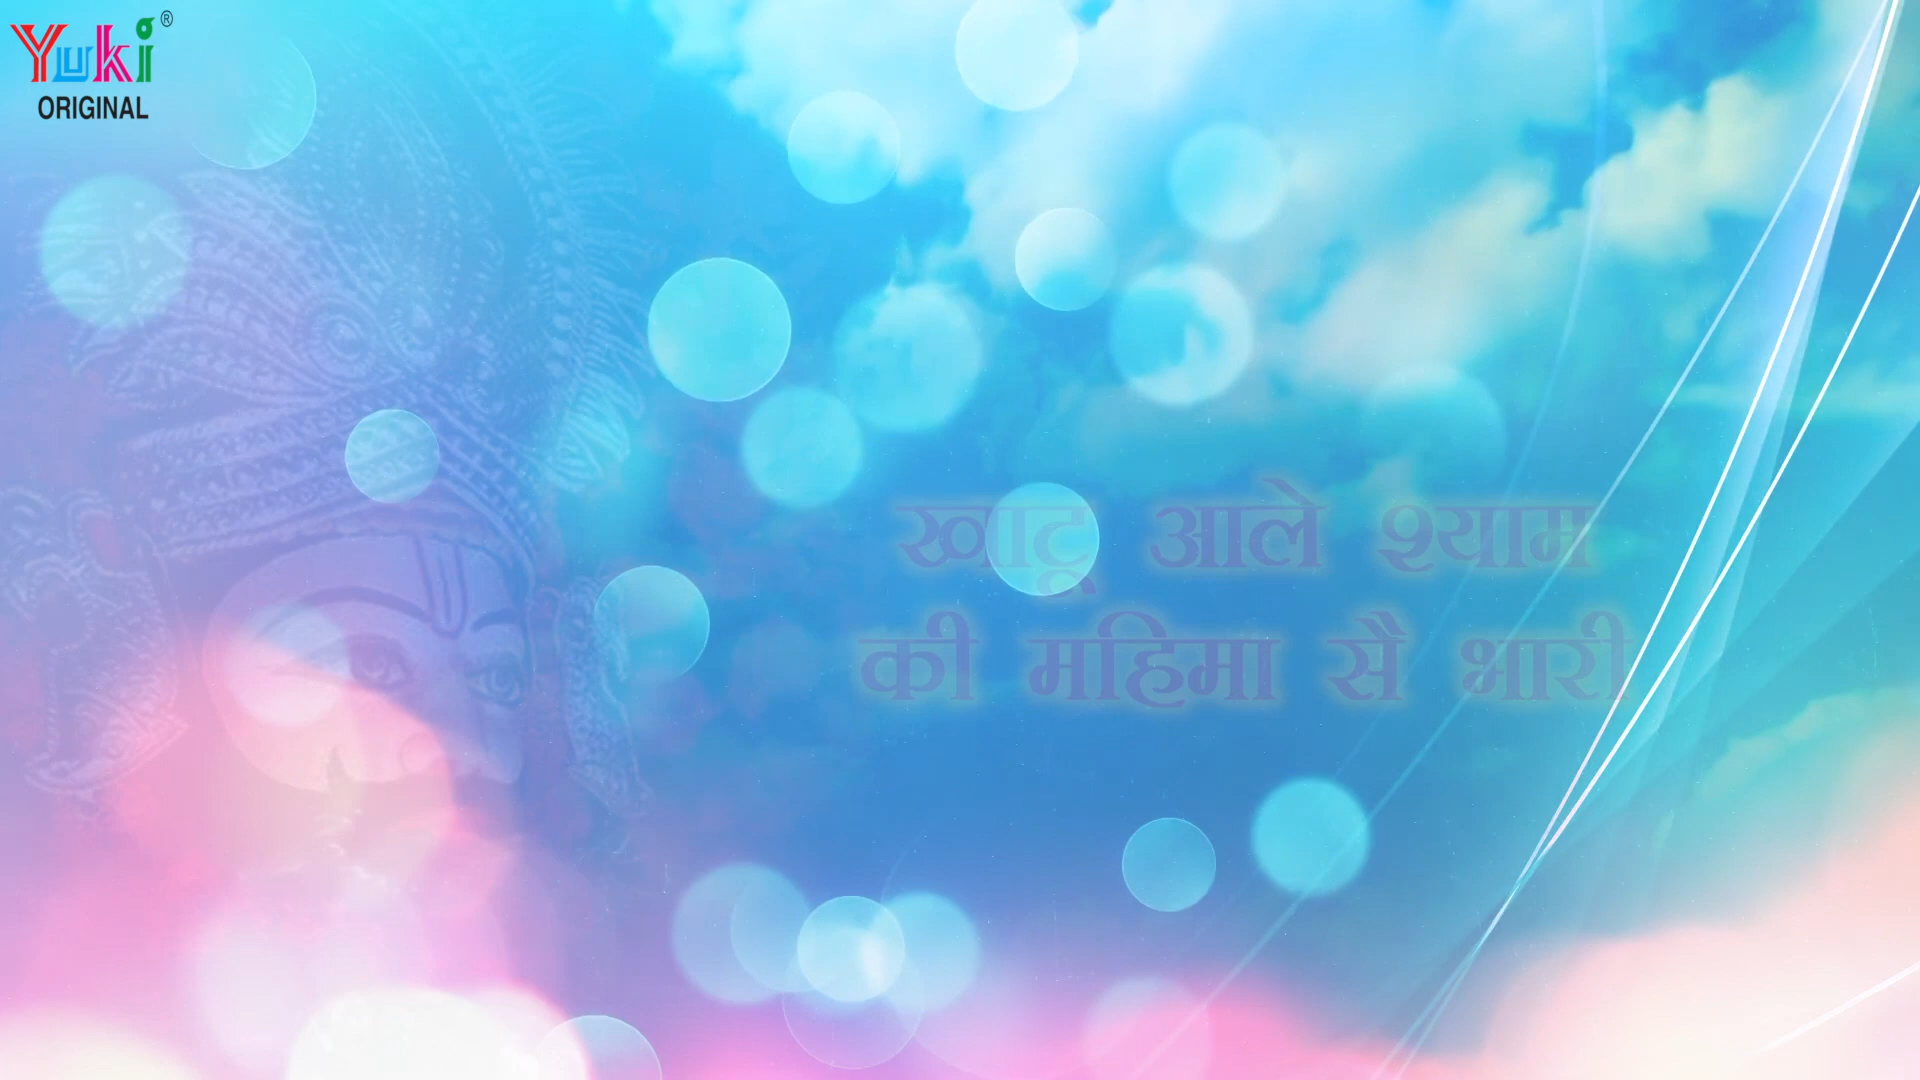 Yuki®
ORIGINAL
खाटू आले श्याम
की महिमा सै भारी